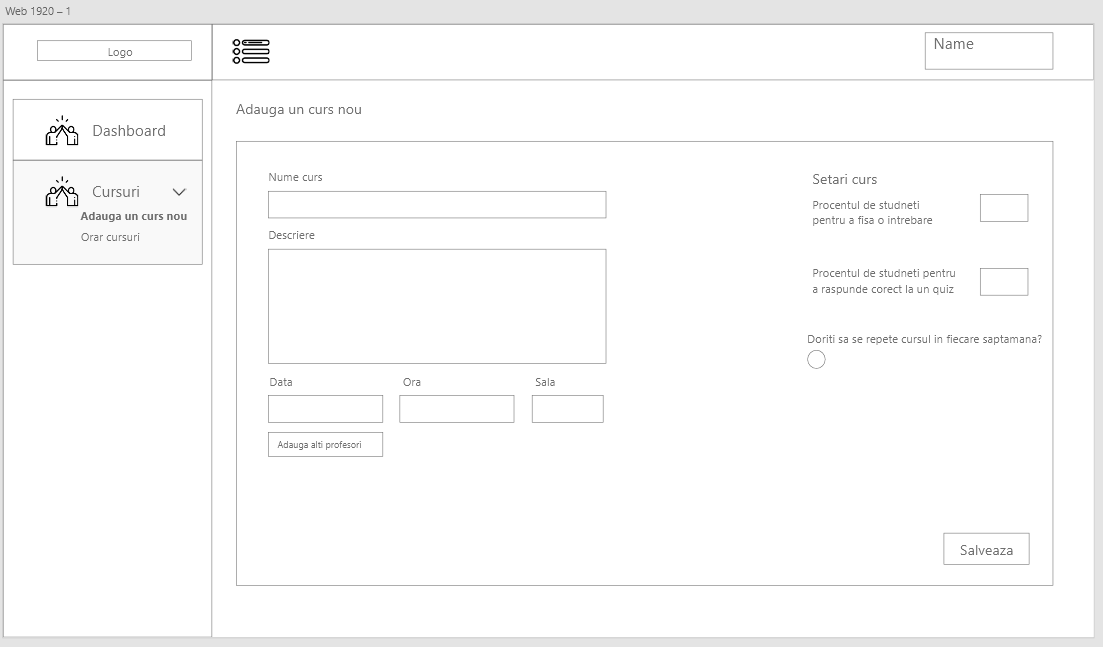 Web 1920 – 1
Logo
Name
Dashboard
Cursuri
Adauga un curs nou
Orar cursuri
Adauga un curs nou
Nume curs
Descriere
Data
Ora
Sala
Adauga alti profesori
Setari curs
Procentul de studneti
pentru a fisa o intrebare
Procentul de studneti pentru
a raspunde corect la un quiz
Doriti sa se repete cursul in fiecare saptamana?
Salveaza